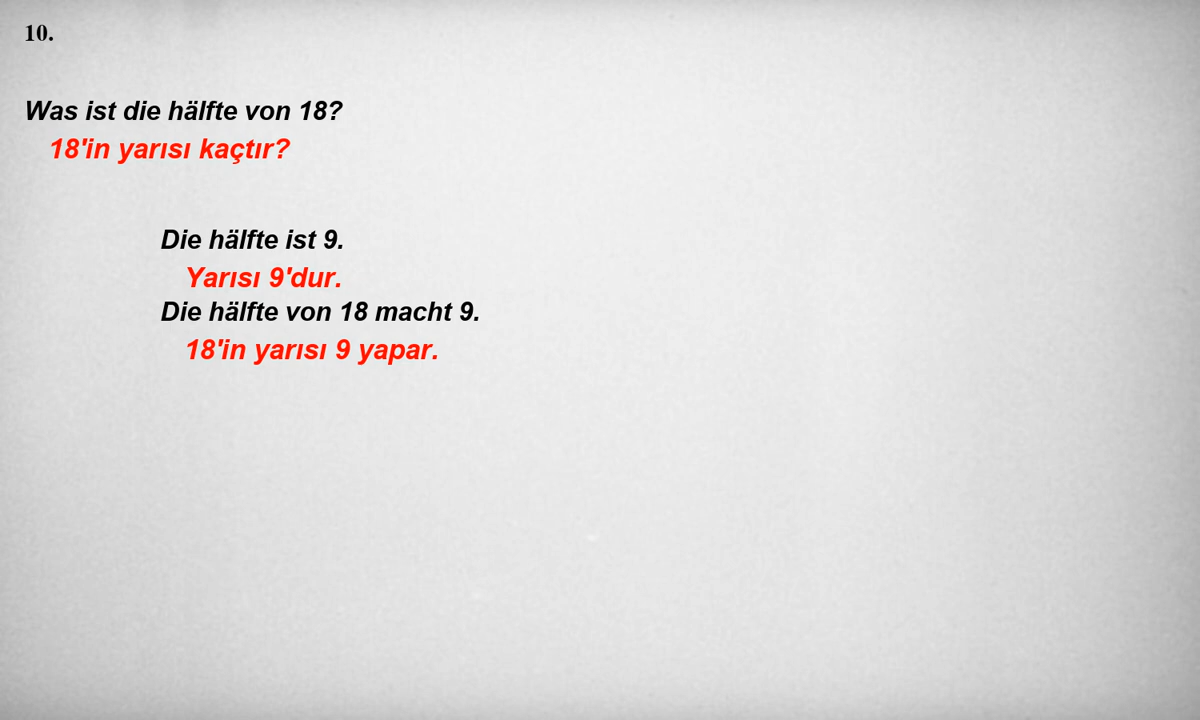 10.
Was ist die hälfte von 18?
18'in yarısı kaçtır?
Die hälfte ist 9.
Yarısı 9'dur.
Die hälfte von 18 macht 9.
18'in yarısı 9 yapar.